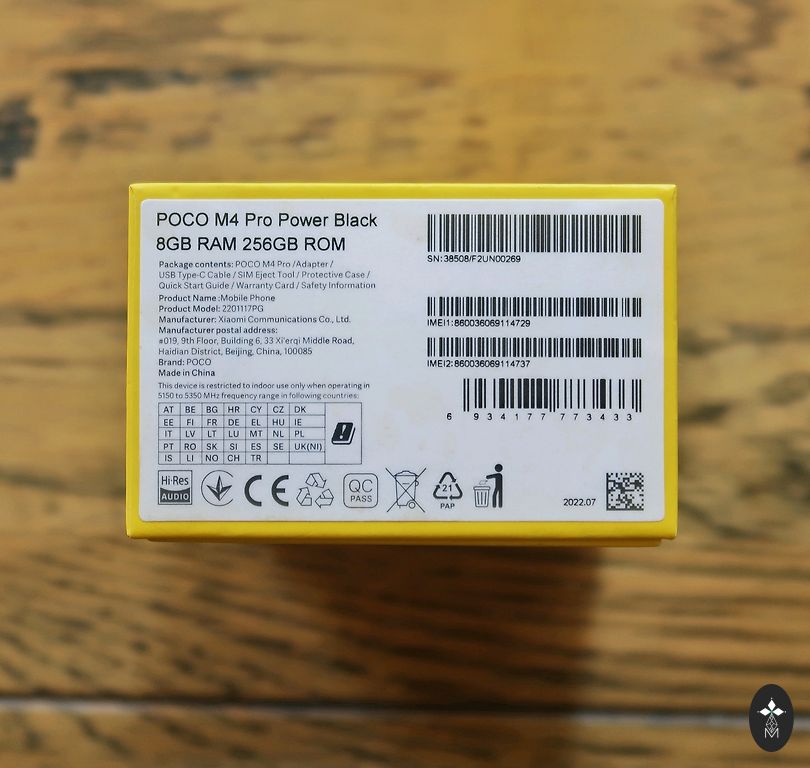 POCO M4 Pro Power Black
8GB RAM 256GB ROM
Package contents: POCO M4 Pro /Adapter /
USB Type-C Cable / SIM Eject Tool / Protective Case /
Quick Start Guide / Warranty Card / Safety Information
Product Name :Mobile Phone
Product Model: 2201117PG
Manufacturer: Xiaomi Communications Co., Ltd.
Manufacturer postal address:
#019, 9th Floor, Building 6, 33 Xi'erqi Middle Road,
Haidian District, Beijing, China, 100085
Brand: POCO
Made in China
This device is restricted to indoor use only when operating in
5150 to 5350 MHz frequency range in following countries:
AT BE BG HR CY CZ DK
EE FI FR DE EL HU IE
IT LV LT LU MT NL PL
PT RO SK SI ES SE UK(NI)
IS LI NO CH TR
SN:38508/F2UN00269
IMEI1:860036069114729
IMEI2:860036069114737
6 934177 773433
Hi-Res
AUDIO
CE
QC
PASS
21
PAP
2022.07
M